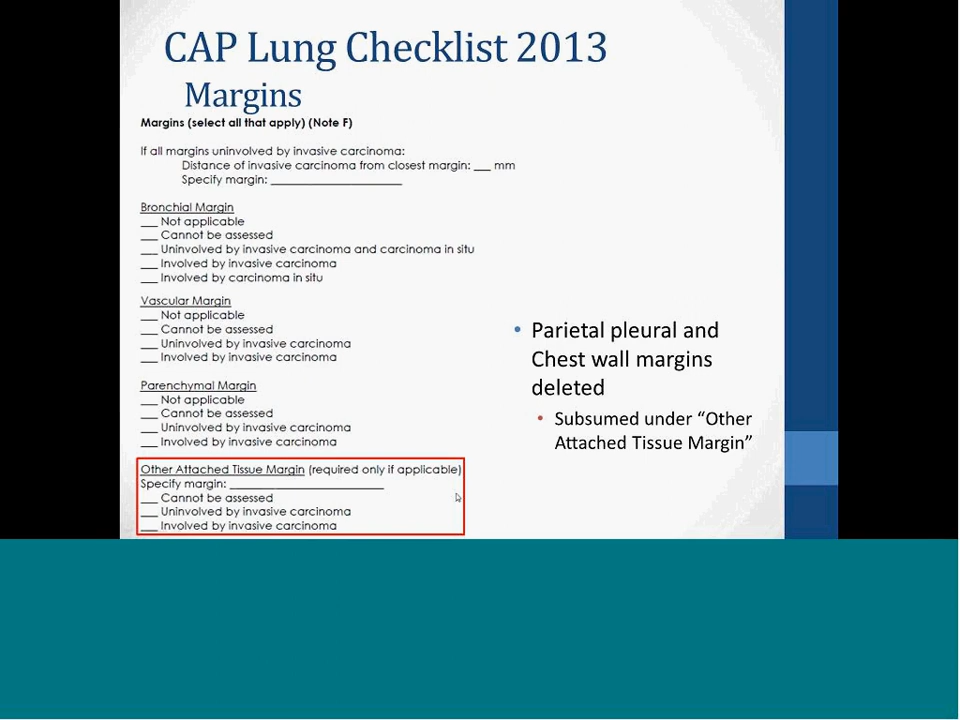 CAP Lung Checklist 2013
Margins
Margins (select all that apply) (Note F)
If all margins uninvolved by invasive carcinoma:
Distance of invasive carcinoma from closest margin: ___ mm
Specify margin: ______________________
Bronchial Margin
___ Not applicable
___ Cannot be assessed
___ Uninvolved by invasive carcinoma and carcinoma in situ
___ Involved by invasive carcinoma
___ Involved by carcinoma in situ
Vascular Margin
___ Not applicable
___ Cannot be assessed
___ Uninvolved by invasive carcinoma
___ Involved by invasive carcinoma
Parenchymal Margin
___ Not applicable
___ Cannot be assessed
___ Uninvolved by invasive carcinoma
___ Involved by invasive carcinoma
Other Attached Tissue Margin (required only if applicable)
Specify margin: __________________________
___ Cannot be assessed
___ Uninvolved by invasive carcinoma
___ Involved by invasive carcinoma
• Parietal pleural and
Chest wall margins
deleted
• Subsumed under “Other
Attached Tissue Margin”